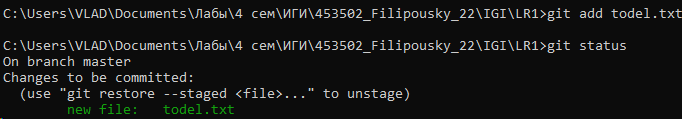 C:\Users\VLAD\Documents\Лабы\4 сем\ИГИ\453502_Filipousky_22\IGI\LR1>git add todel.txt
C:\Users\VLAD\Documents\Лабы\4 сем\ИГИ\453502_Filipousky_22\IGI\LR1>git status
On branch master
Changes to be committed:
  (use "git restore --staged <file>..." to unstage)
        new file:   todel.txt